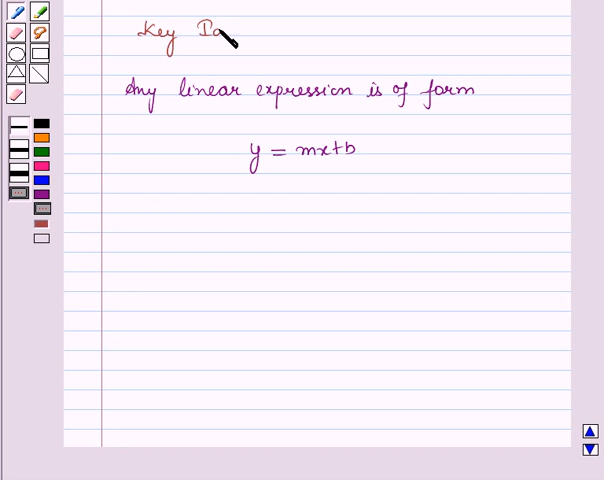 Key
Any linear expression is of form
y = mx+b